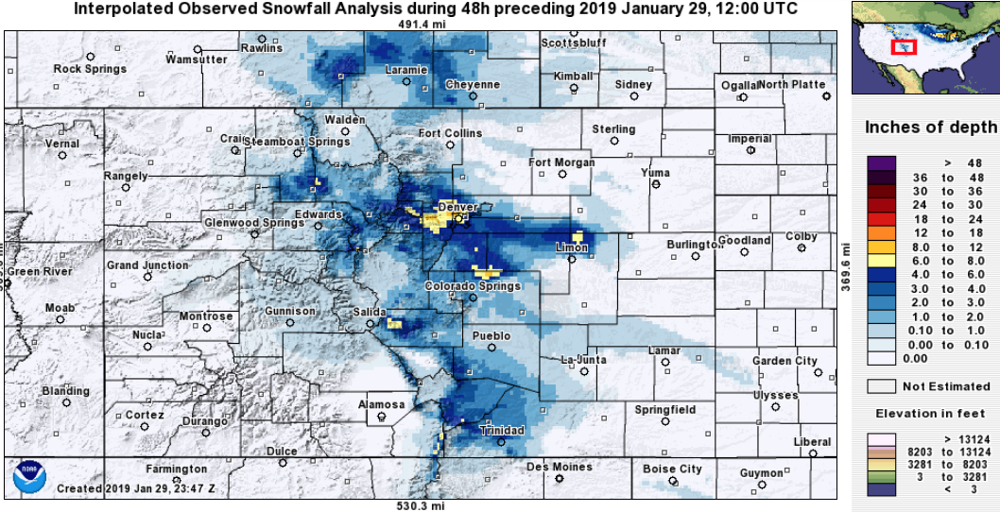 Interpolated Observed Snowfall Analysis during 48h preceding 2019 January 29, 12:00 UTC
491.4 mi
Rawlins
Scottsbluff
Rock Springs
Wamsutter
Laramie
Kimball
Cheyenne
Sidney
Ogallal
North Platte
Walden
Fort Collins
Sterling
Vernal
Craig
Steamboat Springs
Imperial
Fort Morgan
Yuma
Rangely
Denver
Glenwood Springs
Edwards
Limon
Burlington
Goodland
Colby
Green River
Grand Junction
369.6 mi
Colorado Springs
Moab
Montrose
Gunnison
Salida
Nucla
Pueblo
La Junta
Lamar
Garden City
Blanding
Alamosa
Ulysses
Cortez
Durango
Springfield
Trinidad
Liberal
Dulce
Farmington
Des Moines
Boise City
Guymon
NOAA
Created 2019 Jan 29, 23:47 Z
530.3 mi
Inches of depth
> 48
36 to 48
30 to 36
24 to 30
18 to 24
12 to 18
8.0 to 12
6.0 to 8.0
4.0 to 6.0
3.0 to 4.0
2.0 to 3.0
1.0 to 2.0
0.10 to 1.0
0.00 to 0.10
0.00
Not Estimated
Elevation in feet
> 13124
8203 to 13124
3281 to 8203
3 to 3281
< 3